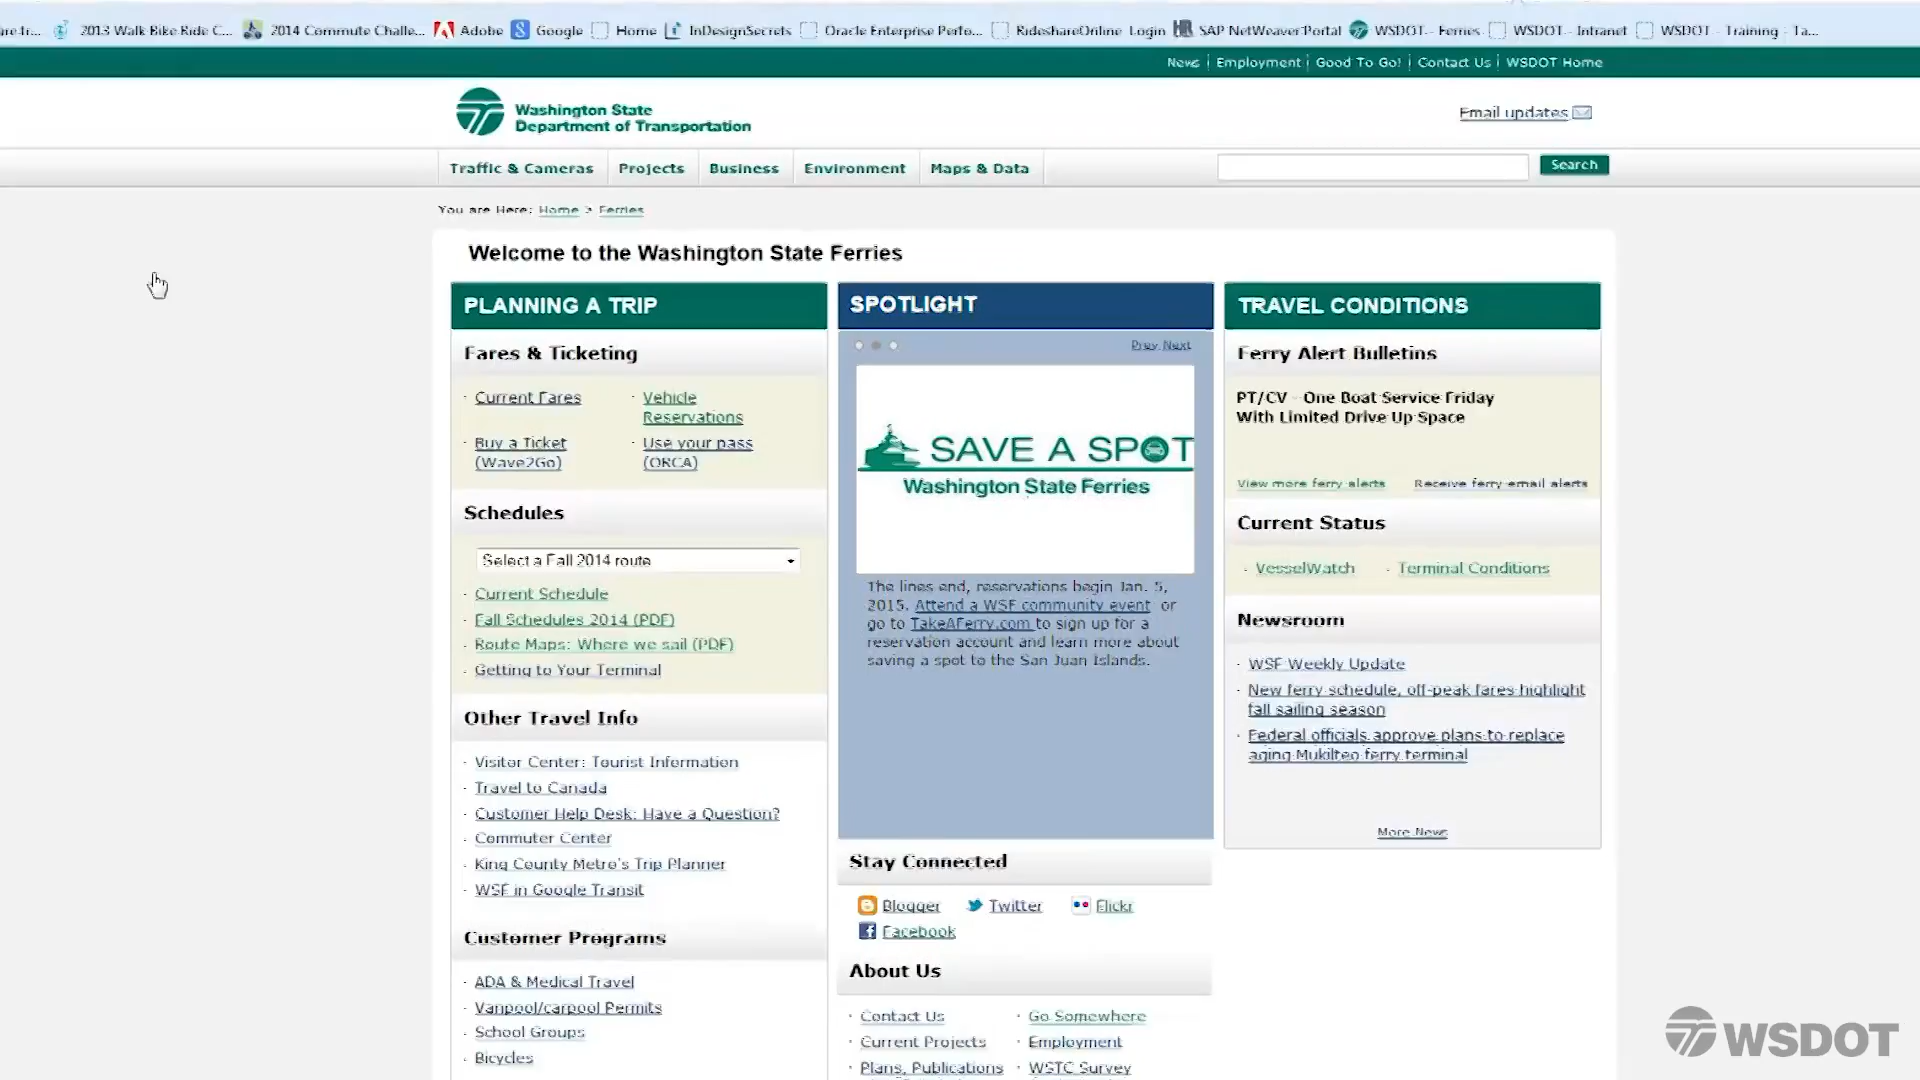 2013 Walk Bike Ride C... 2014 Commute Challe... Adobe Google Home InDesignSecrets Oracle Enterprise Perfo... RideshareOnline Login SAP NetWeaver Portal WSDOT - Ferries WSDOT - Intranet WSDOT - Training - Ta...
News | Employment | Good To Go! | Contact Us | WSDOT Home
Washington State
Department of Transportation
Email updates
Traffic & Cameras Projects Business Environment Maps & Data Search
You are Here: Home > Ferries
Welcome to the Washington State Ferries
PLANNING A TRIP
Fares & Ticketing
Current Fares
Vehicle
Reservations
Buy a Ticket
(Wave2Go)
Use your pass
(ORCA)
Schedules
Select a Fall 2014 route
Current Schedule
Fall Schedules 2014 (PDF)
Route Maps: Where we sail (PDF)
Getting to Your Terminal
Other Travel Info
Visitor Center: Tourist Information
Travel to Canada
Customer Help Desk: Have a Question?
Commuter Center
King County Metro's Trip Planner
WSF in Google Transit
Customer Programs
ADA & Medical Travel
Vanpool/carpool Permits
School Groups
Bicycles
SPOTLIGHT
Prev Next
SAVE A SPOT
Washington State Ferries
The lines end, reservations begin Jan. 5,
2015. Attend a WSF community event or
go to TakeAFerry.com to sign up for a
reservation account and learn more about
saving a spot to the San Juan Islands.
Stay Connected
Blogger Twitter Flickr
Facebook
About Us
Contact Us Go Somewhere
Current Projects Employment
Plans, Publications WSTC Survey
TRAVEL CONDITIONS
Ferry Alert Bulletins
PT/CV - One Boat Service Friday
With Limited Drive Up Space
View more ferry alerts Receive ferry email alerts
Current Status
VesselWatch Terminal Conditions
Newsroom
WSF Weekly Update
New ferry schedule, off-peak fares highlight
fall sailing season
Federal officials approve plans to replace
aging Mukilteo ferry terminal
More News
WSDOT